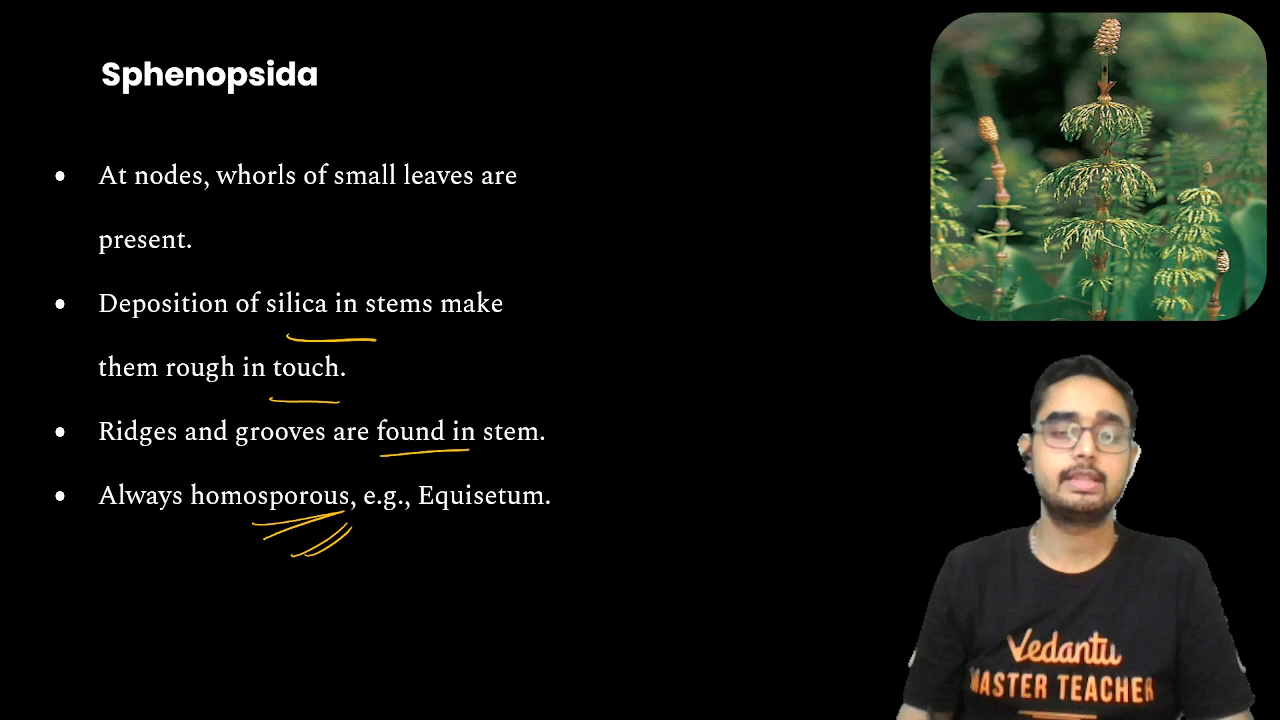 Sphenopsida
At nodes, whorls of small leaves are
present.
Deposition of silica in stems make
them rough in touch.
Ridges and grooves are found in stem.
Always homosporous, e.g., Equisetum.
Vedantu
MASTER TEACHER